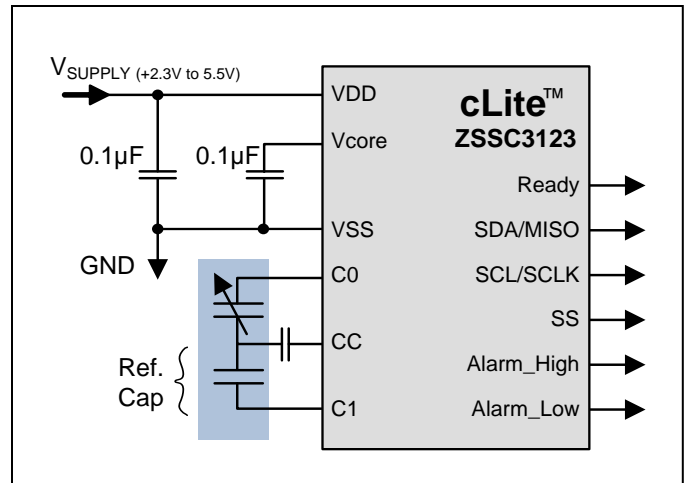 VSUPPLY (+2.3V to 5.5V)
VDD
cLite™
ZSSC3123
Vcore
0.1µF
0.1µF
Ready
VSS
SDA/MISO
GND
C0
SCL/SCLK
SS
CC
Ref.
Cap
Alarm_High
C1
Alarm_Low